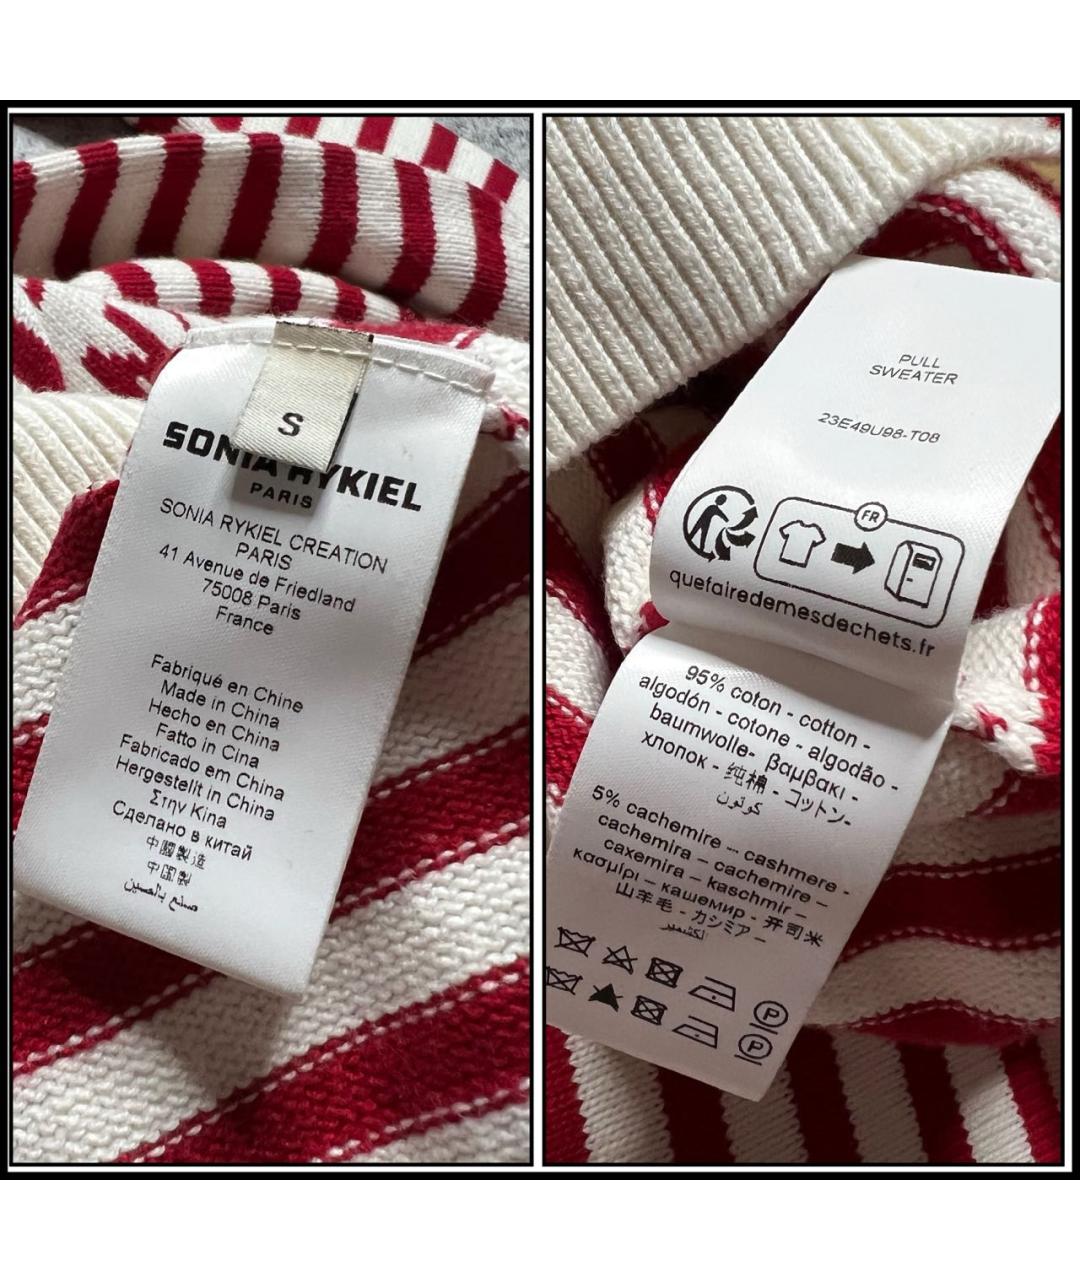 S
SONIA RYKIEL
PARIS
SONIA RYKIEL CREATION
PARIS
41 Avenue de Friedland
75008 Paris
France
Fabriqué en Chine
Made in China
Hecho en China
Fatto in Cina
Fabricado em China
Hergestellt in China
Στην Kίνα
Сделано в китай
中國製造
中国製
صنع بالصين
PULL
SWEATER
23E49U98-T08
FR
quefairedemesdechets.fr
95% coton - cotton -
algodón - cotone - algodão -
baumwolle- βαμβακι -
хлопок - 纯棉 - コットン-
كوتون
5% cachemire -- cashmere -
cachemira – cachemire –
caxemira – kaschmir –
κασμίρι – кашемир - 开司米
山羊毛 - カシミアー
الكشمير
P
P